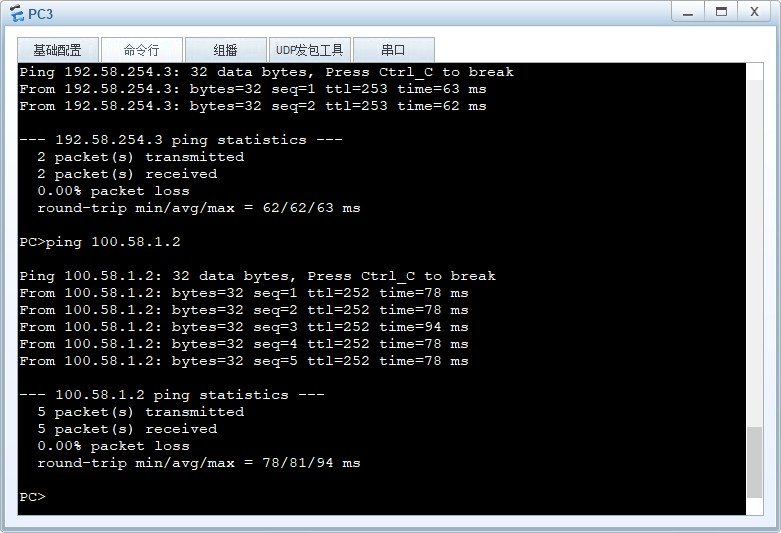 PC3
基础配置
命令行
组播
UDP发包工具
串口
Ping 192.58.254.3: 32 data bytes, Press Ctrl_C to break
From 192.58.254.3: bytes=32 seq=1 ttl=253 time=63 ms
From 192.58.254.3: bytes=32 seq=2 ttl=253 time=62 ms
--- 192.58.254.3 ping statistics ---
2 packet(s) transmitted
2 packet(s) received
0.00% packet loss
round-trip min/avg/max = 62/62/63 ms
PC>ping 100.58.1.2
Ping 100.58.1.2: 32 data bytes, Press Ctrl_C to break
From 100.58.1.2: bytes=32 seq=1 ttl=252 time=78 ms
From 100.58.1.2: bytes=32 seq=2 ttl=252 time=78 ms
From 100.58.1.2: bytes=32 seq=3 ttl=252 time=94 ms
From 100.58.1.2: bytes=32 seq=4 ttl=252 time=78 ms
From 100.58.1.2: bytes=32 seq=5 ttl=252 time=78 ms
--- 100.58.1.2 ping statistics ---
5 packet(s) transmitted
5 packet(s) received
0.00% packet loss
round-trip min/avg/max = 78/81/94 ms
PC>